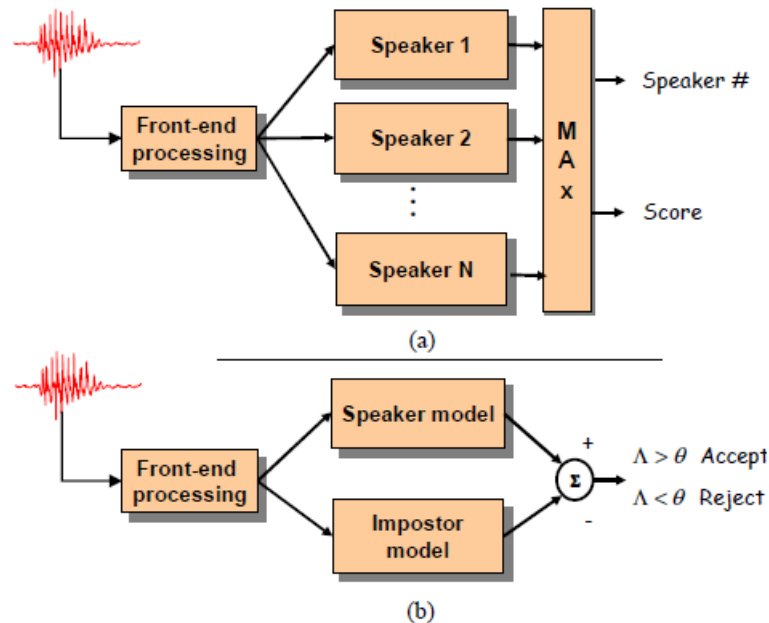 Speaker 1
Front-end
processing
Speaker 2
⋮
Speaker N
M
A
x
Speaker #
Score
(a)
Front-end
processing
Speaker model
Impostor
model
+
Σ
-
Λ > θ Accept
Λ < θ Reject
(b)